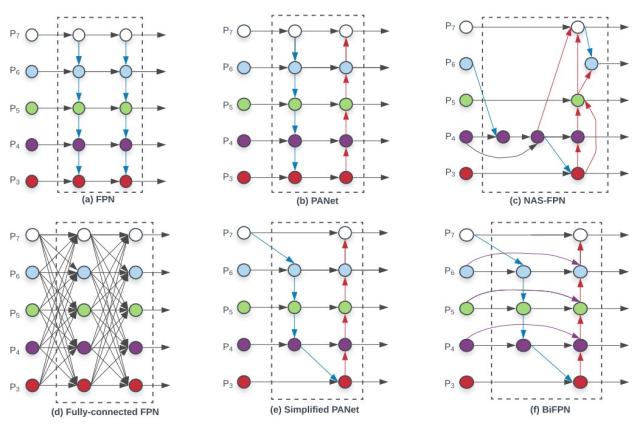 P7
P6
P5
P4
P3
(a) FPN
P7
P6
P5
P4
P3
(b) PANet
P7
P6
P5
P4
P3
(c) NAS-FPN
P7
P6
P5
P4
P3
(d) Fully-connected FPN
P7
P6
P5
P4
P3
(e) Simplified PANet
P7
P6
P5
P4
P3
(f) BiFPN